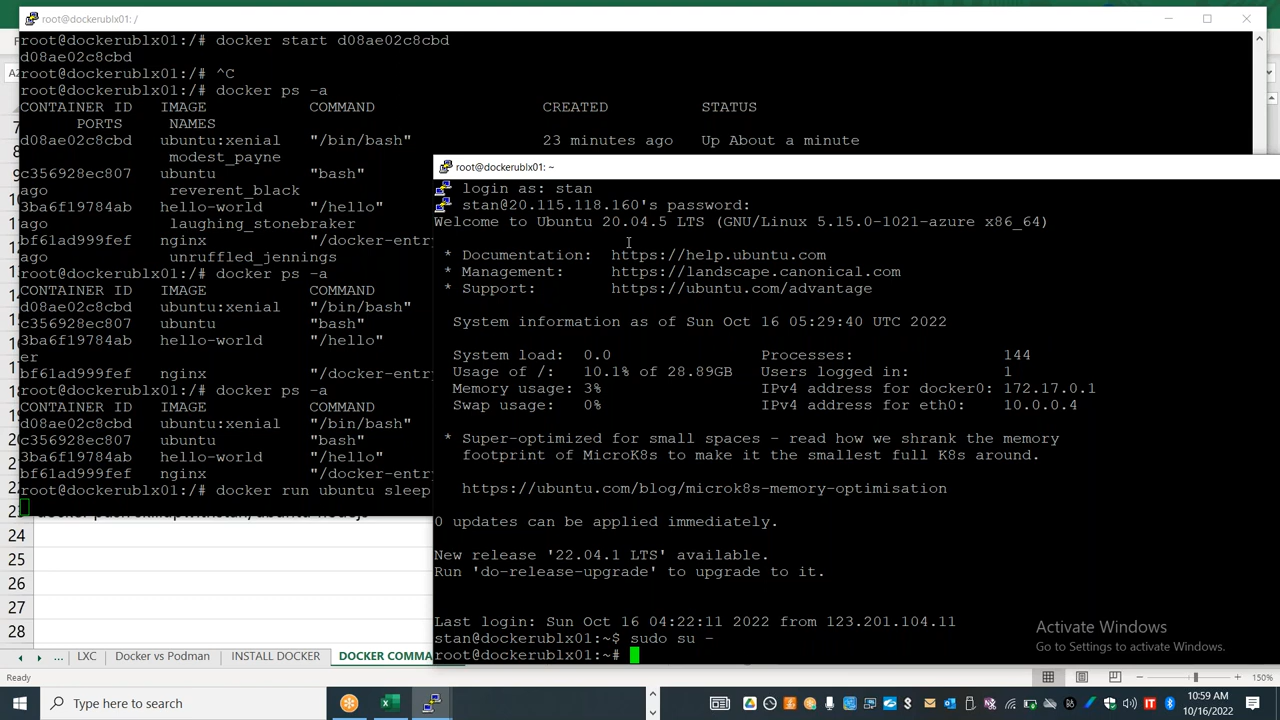 root@dockerublx01: /
root@dockerublx01:/# docker start d08ae02c8cbd
d08ae02c8cbd
root@dockerublx01:/# ^C
root@dockerublx01:/# docker ps -a
CONTAINER ID IMAGE COMMAND CREATED STATUS
PORTS NAMES
d08ae02c8cbd ubuntu:xenial "/bin/bash" 23 minutes ago Up About a minute
modest_payne
c356928ec807 ubuntu "bash"
ago reverent_black
3ba6f19784ab hello-world "/hello"
ago laughing_stonebraker
bf61ad999fef nginx "/docker-entry
ago unruffled_jennings
root@dockerublx01:/# docker ps -a
CONTAINER ID IMAGE COMMAND
d08ae02c8cbd ubuntu:xenial "/bin/bash"
c356928ec807 ubuntu "bash"
3ba6f19784ab hello-world "/hello"
er
bf61ad999fef nginx "/docker-entry
root@dockerublx01:/# docker ps -a
CONTAINER ID IMAGE COMMAND
d08ae02c8cbd ubuntu:xenial "/bin/bash"
c356928ec807 ubuntu "bash"
3ba6f19784ab hello-world "/hello"
bf61ad999fef nginx "/docker-entry
root@dockerublx01:/# docker run ubuntu sleep
root@dockerublx01: ~
login as: stan
stan@20.115.118.160's password:
Welcome to Ubuntu 20.04.5 LTS (GNU/Linux 5.15.0-1021-azure x86_64)
* Documentation: https://help.ubuntu.com
* Management: https://landscape.canonical.com
* Support: https://ubuntu.com/advantage
System information as of Sun Oct 16 05:29:40 UTC 2022
System load: 0.0 Processes: 144
Usage of /: 10.1% of 28.89GB Users logged in: 1
Memory usage: 3% IPv4 address for docker0: 172.17.0.1
Swap usage: 0% IPv4 address for eth0: 10.0.0.4
* Super-optimized for small spaces - read how we shrank the memory
footprint of MicroK8s to make it the smallest full K8s around.
https://ubuntu.com/blog/microk8s-memory-optimisation
0 updates can be applied immediately.
New release '22.04.1 LTS' available.
Run 'do-release-upgrade' to upgrade to it.
Last login: Sun Oct 16 04:22:11 2022 from 123.201.104.11
stan@dockerublx01:~$ sudo su -
root@dockerublx01:~#
Activate Windows
Go to Settings to activate Windows.
24
25
26
27
28
... LXC Docker vs Podman INSTALL DOCKER DOCKER COMMA
Ready
150%
Type here to search
10:59 AM
10/16/2022